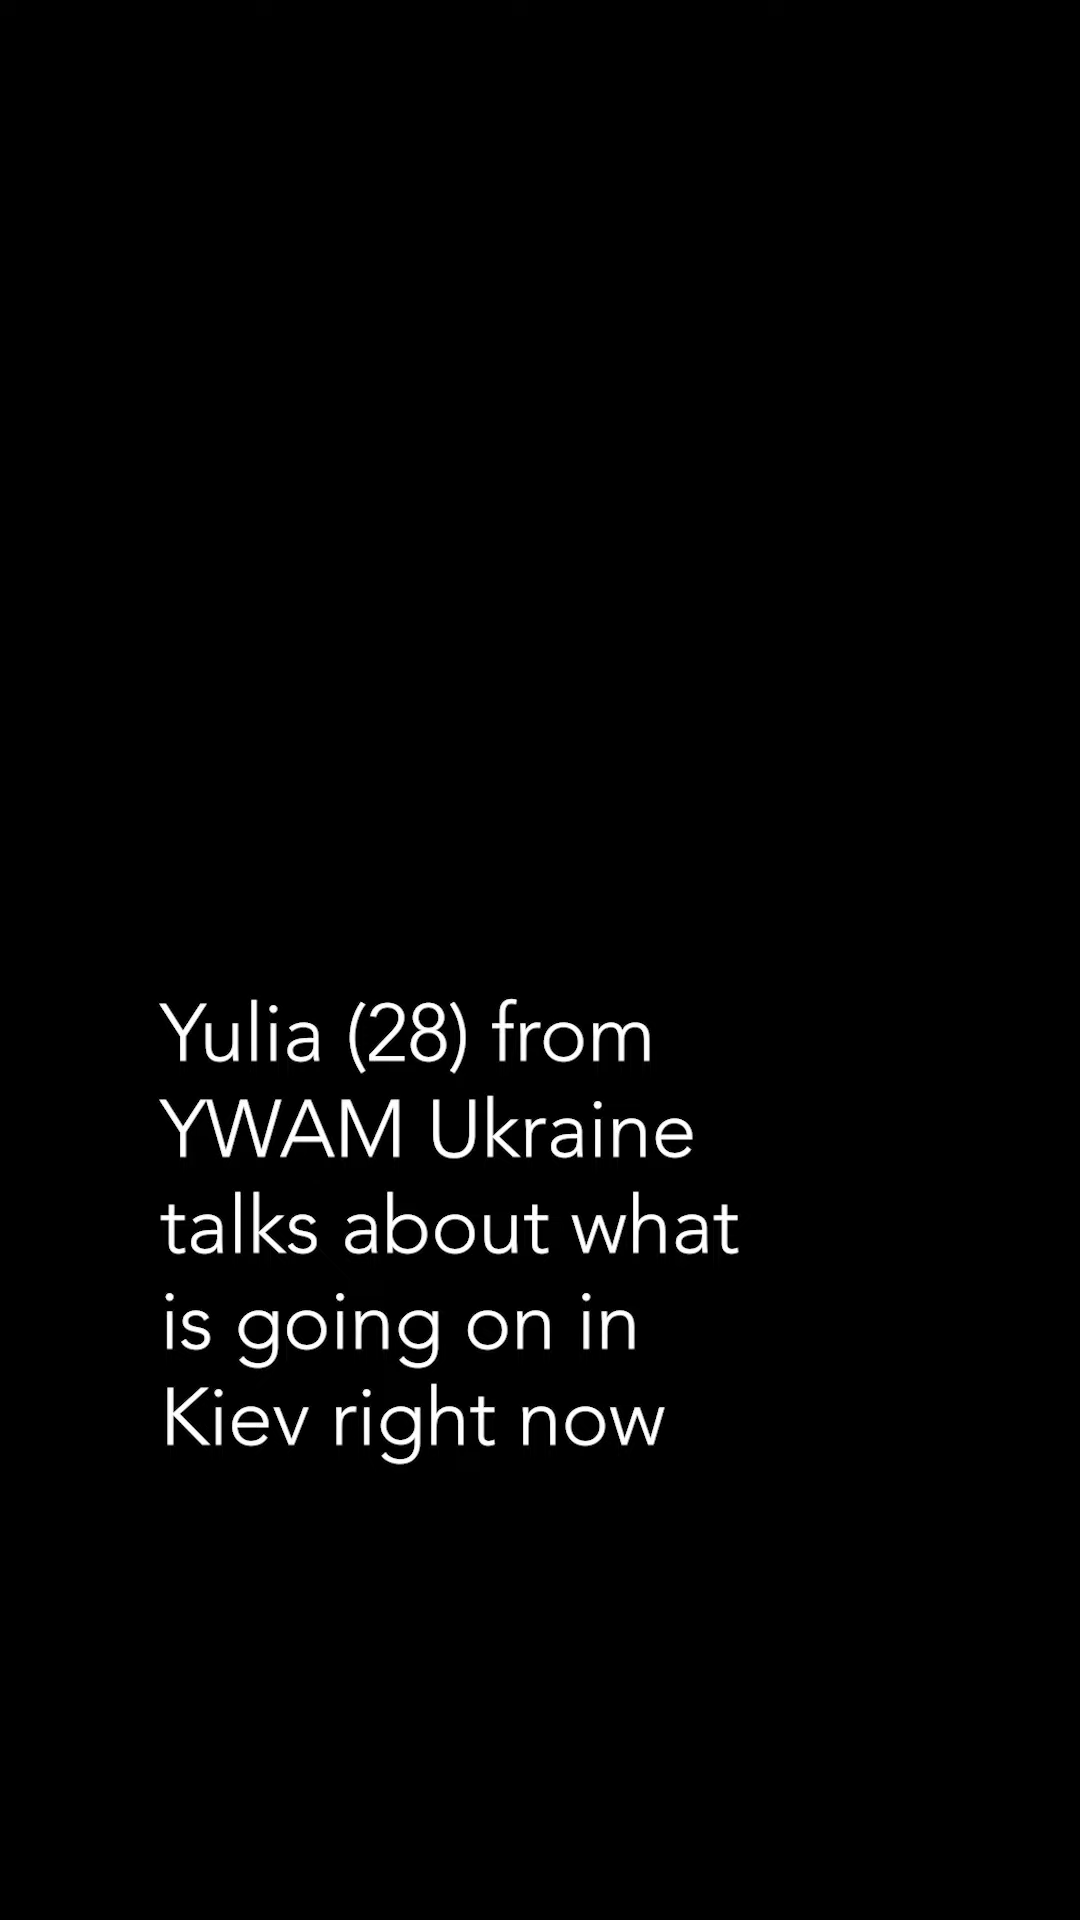 Yulia (28) from
YWAM Ukraine
talks about what
is going on in
Kiev right now